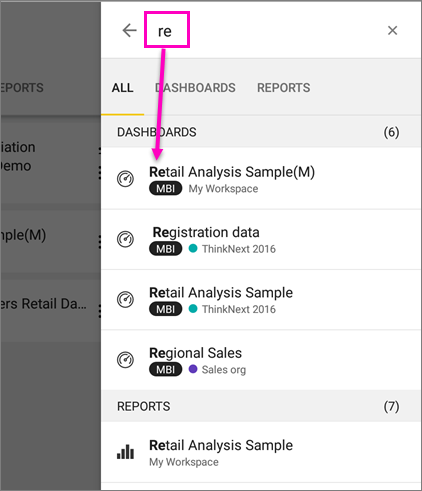 re
ALL DASHBOARDS REPORTS
EPORTS
DASHBOARDS (6)
iation
Demo
Retail Analysis Sample(M)
MBI My Workspace
nple(M)
Registration data
MBI ThinkNext 2016
ers Retail Da...
Retail Analysis Sample
MBI ThinkNext 2016
Regional Sales
MBI Sales org
REPORTS (7)
Retail Analysis Sample
My Workspace